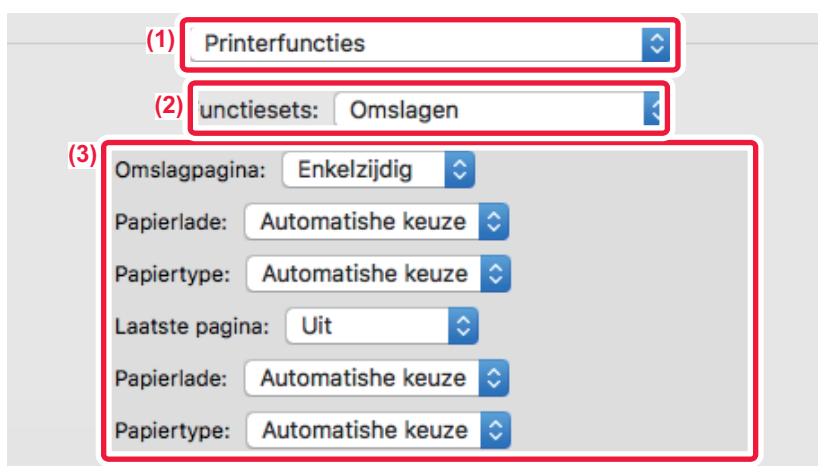 (1) Printerfuncties
(2) unctiesets: Omslagen
(3)
Omslagpagina: Enkelzijdig
Papierlade: Automatishe keuze
Papiertype: Automatishe keuze
Laatste pagina: Uit
Papierlade: Automatishe keuze
Papiertype: Automatishe keuze